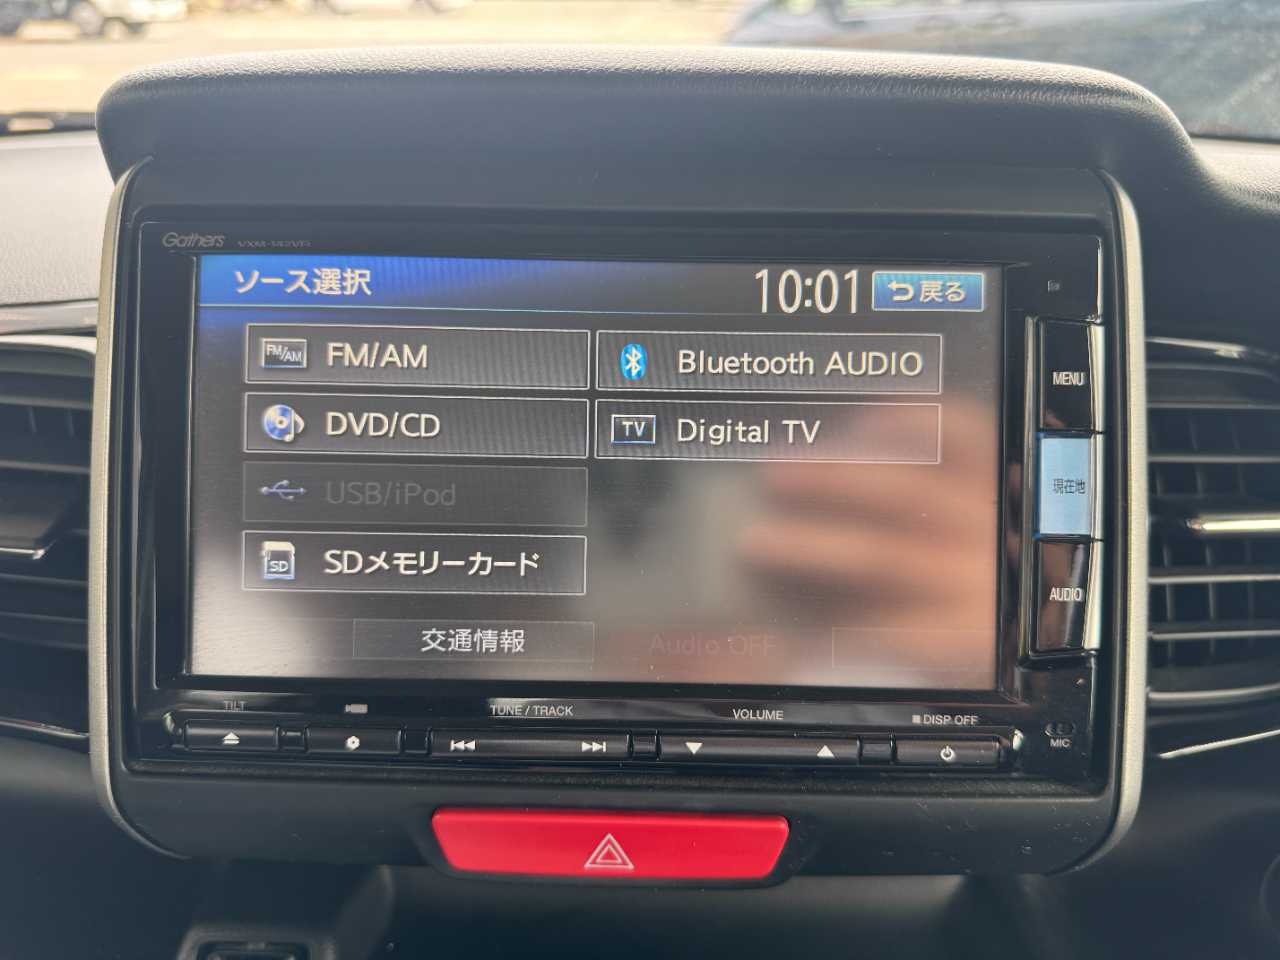 Gathers VXM-142VFi
ソース選択 10:01 戻る
FM/AM FM/AM
Bluetooth AUDIO
DVD/CD
TV Digital TV
USB/iPod
SD SDメモリーカード
交通情報 Audio OFF
MENU
現在地
AUDIO
TILT TUNE / TRACK VOLUME DISP OFF
MIC